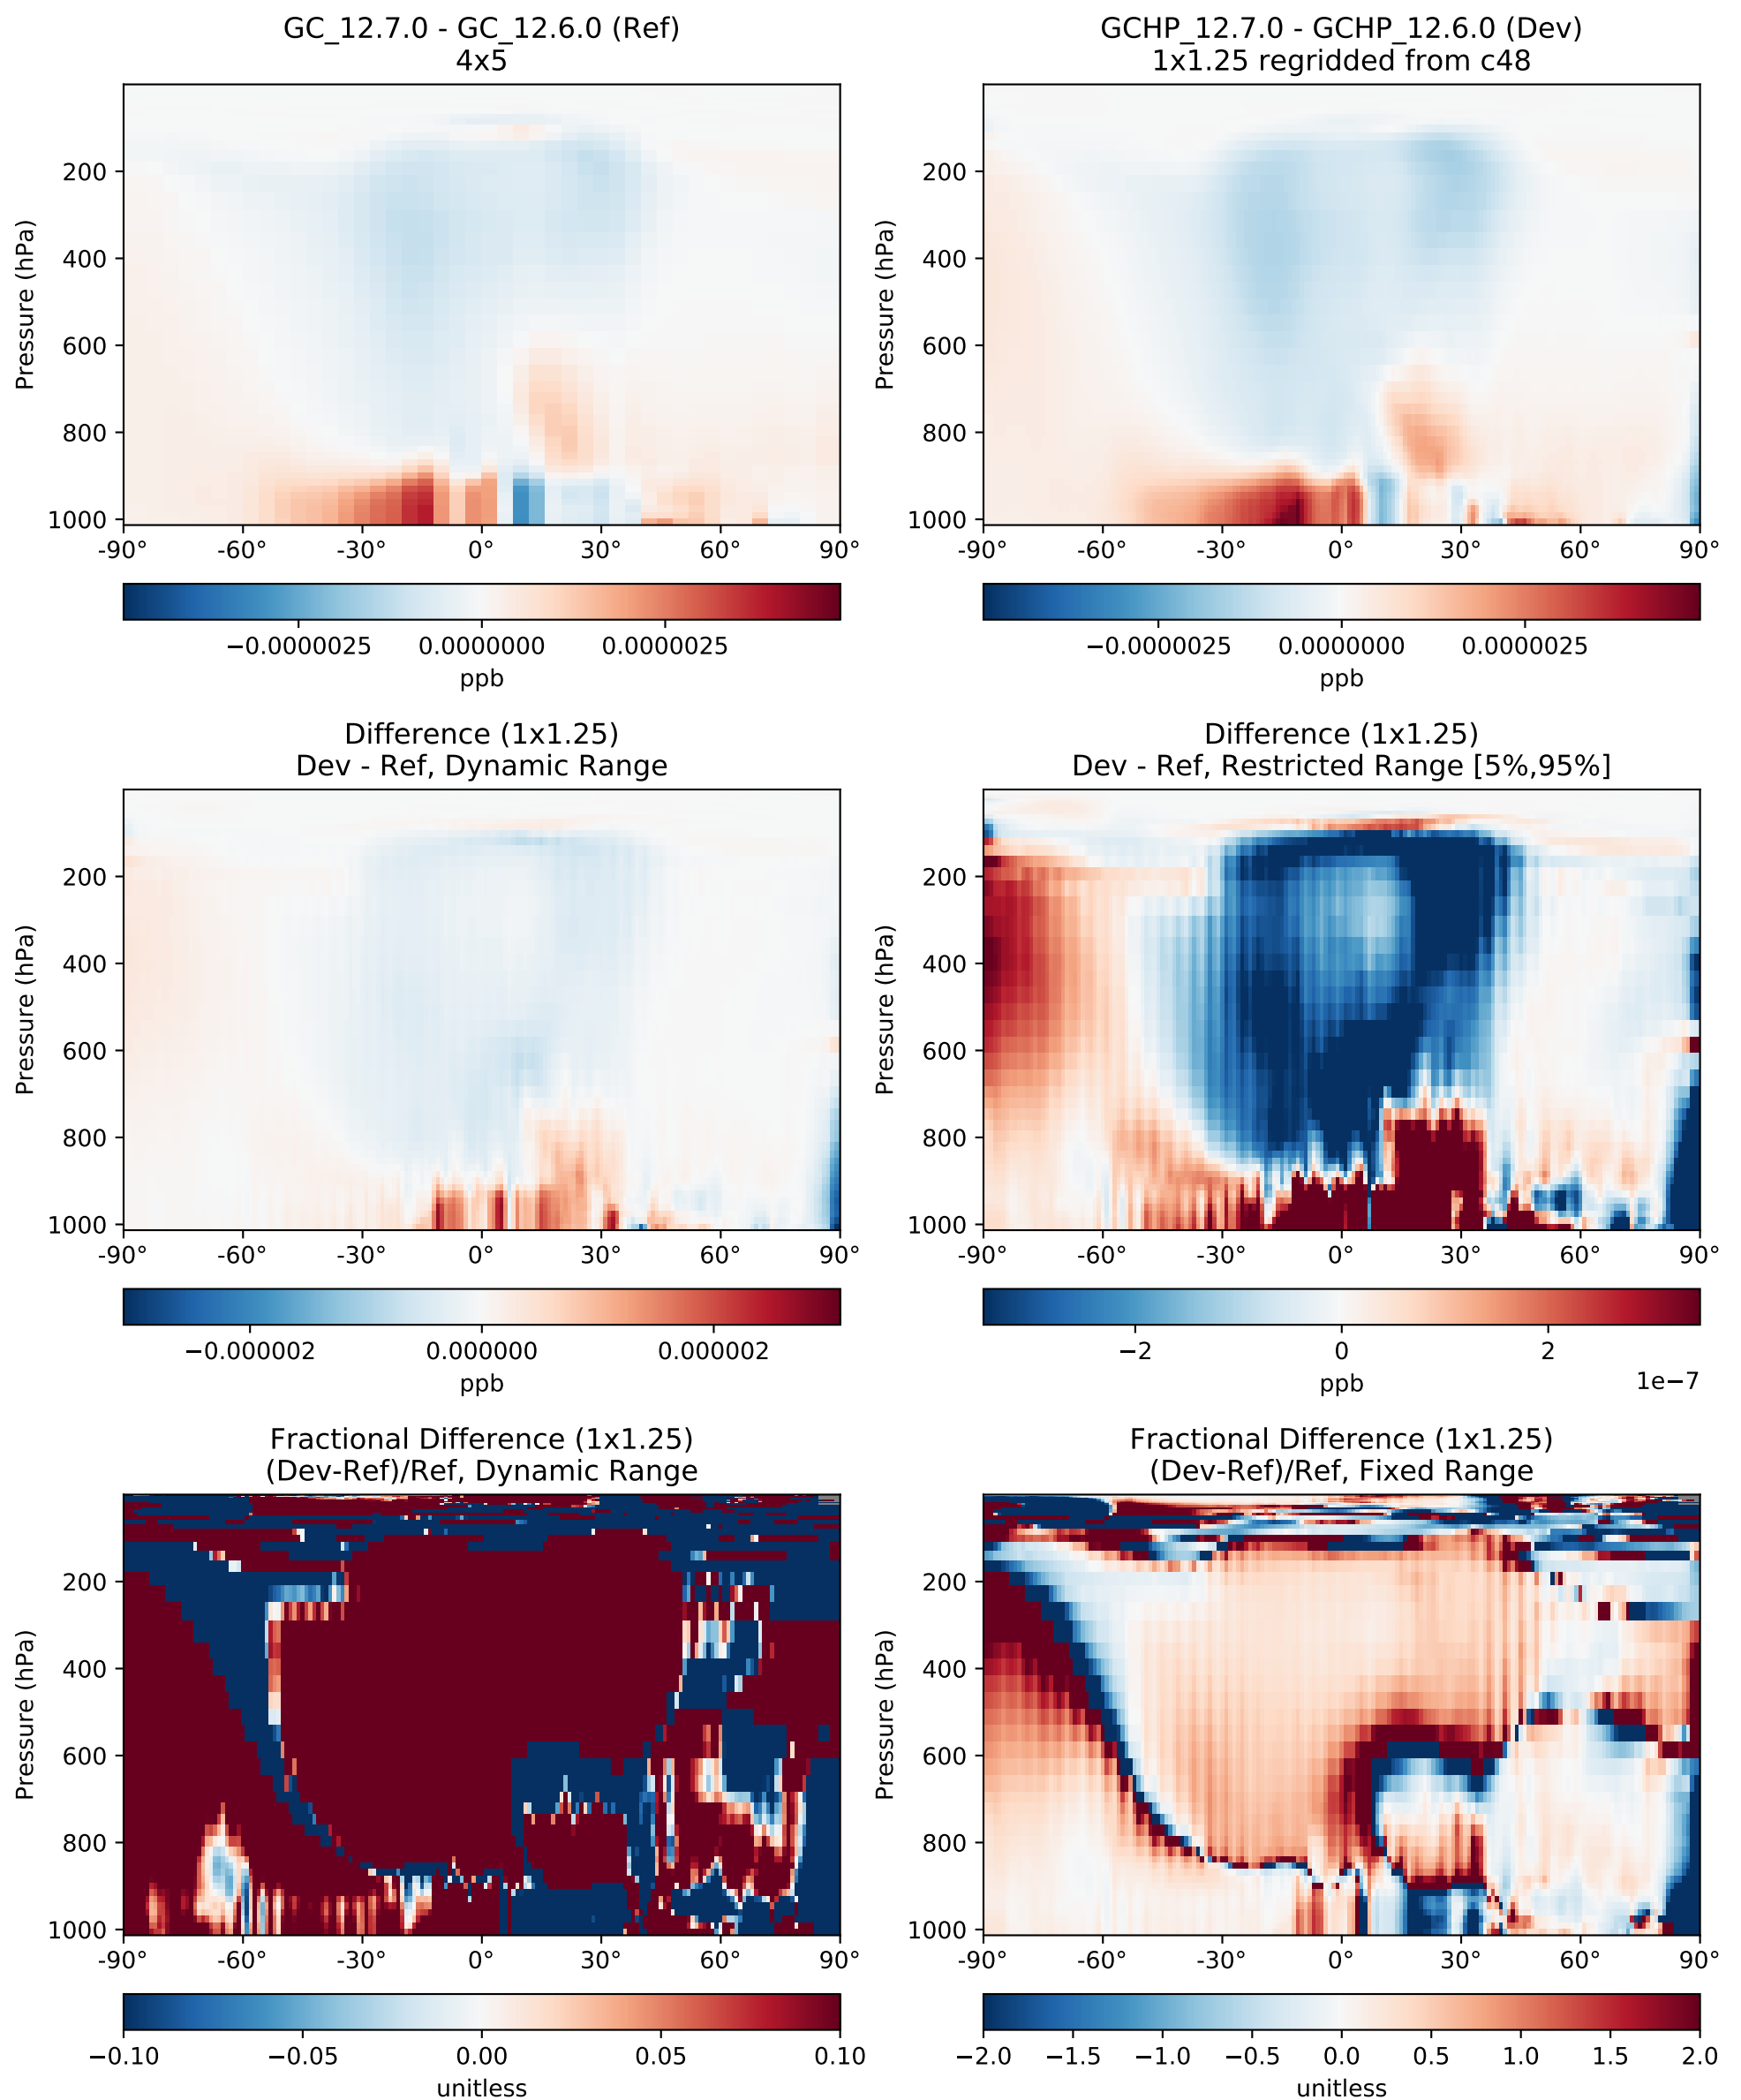 GC_12.7.0 - GC_12.6.0 (Ref)
4x5
Pressure (hPa)
200
400
600
800
1000
-90° -60° -30° 0° 30° 60° 90°
−0.0000025 0.0000000 0.0000025
ppb
GCHP_12.7.0 - GCHP_12.6.0 (Dev)
1x1.25 regridded from c48
Pressure (hPa)
200
400
600
800
1000
-90° -60° -30° 0° 30° 60° 90°
−0.0000025 0.0000000 0.0000025
ppb
Difference (1x1.25)
Dev - Ref, Dynamic Range
Pressure (hPa)
200
400
600
800
1000
-90° -60° -30° 0° 30° 60° 90°
−0.000002 0.000000 0.000002
ppb
Difference (1x1.25)
Dev - Ref, Restricted Range [5%,95%]
Pressure (hPa)
200
400
600
800
1000
-90° -60° -30° 0° 30° 60° 90°
−2 0 2
ppb
1e−7
Fractional Difference (1x1.25)
(Dev-Ref)/Ref, Dynamic Range
Pressure (hPa)
200
400
600
800
1000
-90° -60° -30° 0° 30° 60° 90°
−0.10 −0.05 0.00 0.05 0.10
unitless
Fractional Difference (1x1.25)
(Dev-Ref)/Ref, Fixed Range
Pressure (hPa)
200
400
600
800
1000
-90° -60° -30° 0° 30° 60° 90°
−2.0 −1.5 −1.0 −0.5 0.0 0.5 1.0 1.5 2.0
unitless